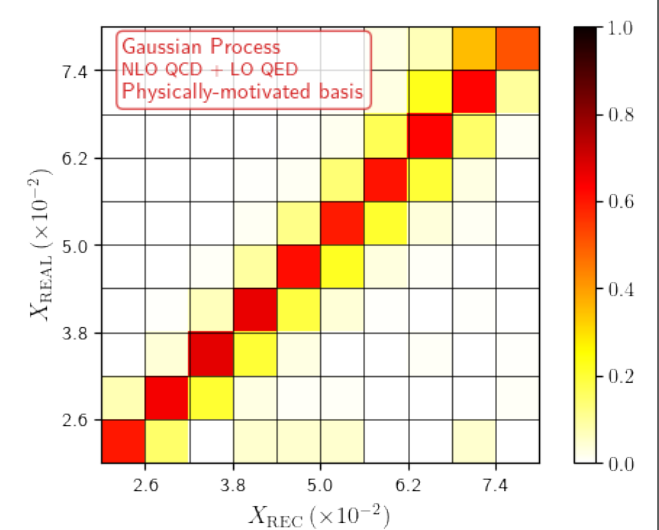 Gaussian Process
NLO QCD + LO QED
Physically-motivated basis
1.0
0.8
0.6
0.4
0.2
0.0
7.4
6.2
5.0
3.8
2.6
X_REAL (×10⁻²)
2.6 3.8 5.0 6.2 7.4
X_REC (×10⁻²)